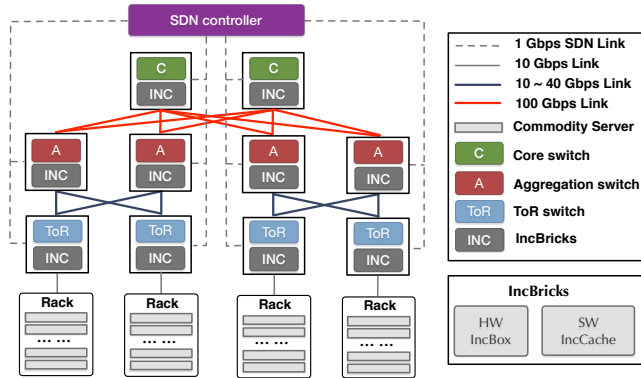 SDN controller
C
INC
C
INC
A
INC
A
INC
A
INC
A
INC
ToR
INC
ToR
INC
ToR
INC
ToR
INC
Rack
... ...
Rack
... ...
Rack
... ...
Rack
... ...
1 Gbps SDN Link
10 Gbps Link
10 ~ 40 Gbps Link
100 Gbps Link
Commodity Server
C
Core switch
A
Aggregation switch
ToR
ToR switch
INC
IncBricks
IncBricks
HW
IncBox
SW
IncCache